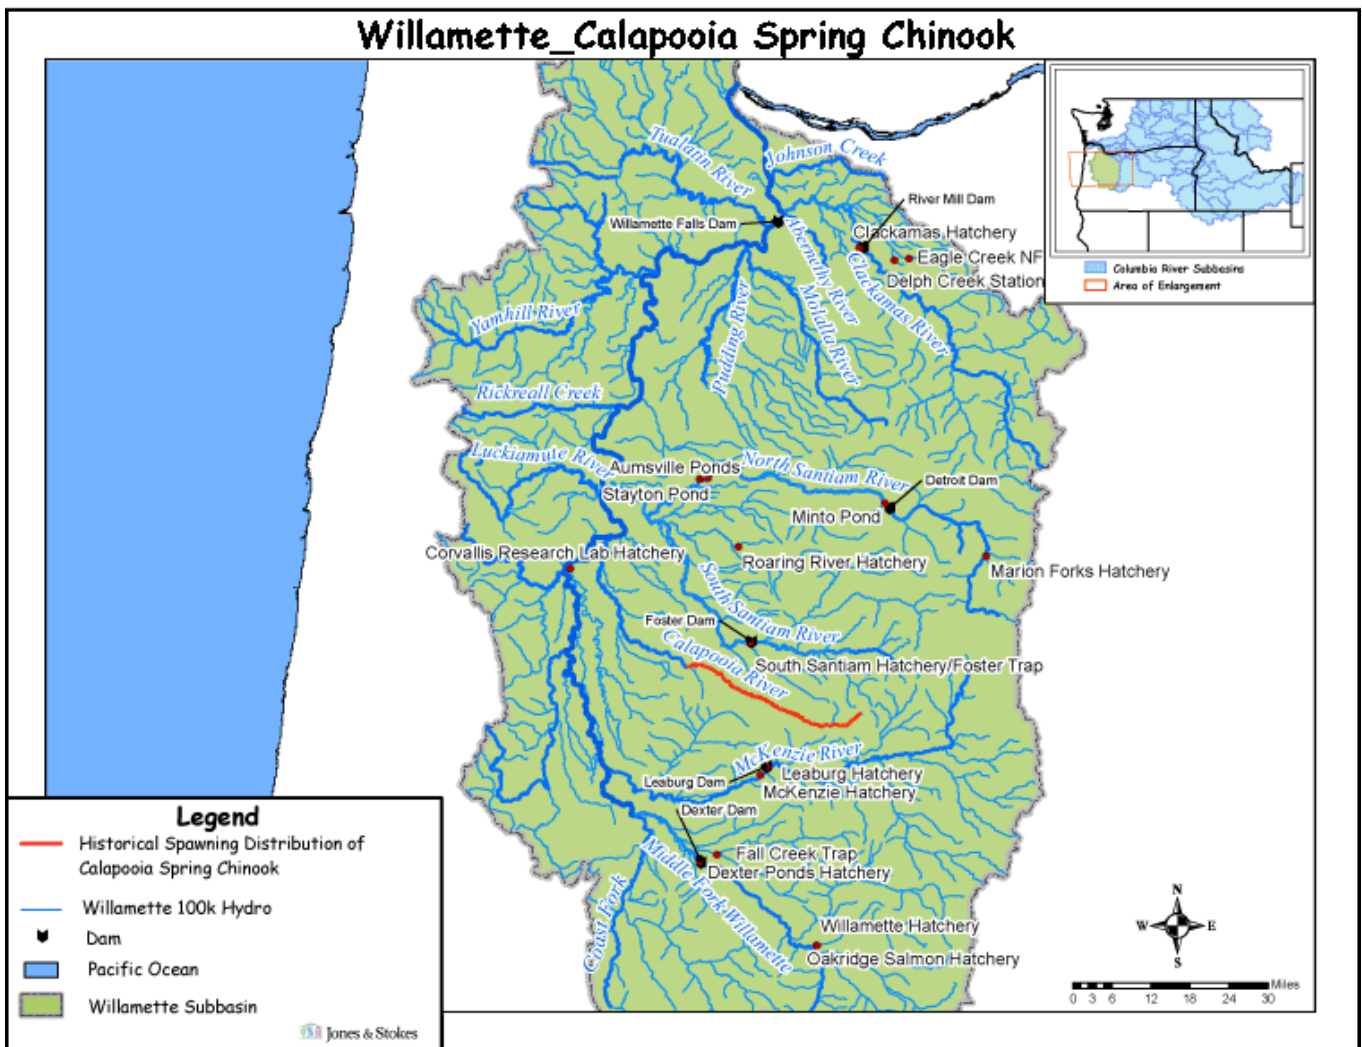 Willamette_Calapooia Spring Chinook
Tualatin River
Johnson Creek
River Mill Dam
Willamette Falls Dam
Clackamas Hatchery
Eagle Creek NF
Delph Creek Station
Abernethy River
Clackamas River
Molalla River
Pudding River
Yamhill River
Rickreall Creek
Columbia River Subbasins
Area of Enlargement
Luckiamute River
Aumsville Ponds
Stayton Pond
North Santiam River
Detroit Dam
Minto Pond
Corvallis Research Lab Hatchery
Roaring River Hatchery
Marion Forks Hatchery
South Santiam River
Foster Dam
Calapooia River
South Santiam Hatchery/Foster Trap
McKenzie River
Leaburg Dam
Leaburg Hatchery
McKenzie Hatchery
Dexter Dam
Fall Creek Trap
Dexter Ponds Hatchery
Middle Fork Willamette
Coast Fork
Willamette Hatchery
Oakridge Salmon Hatchery
Legend
Historical Spawning Distribution of
Calapooia Spring Chinook
Willamette 100k Hydro
Dam
Pacific Ocean
Willamette Subbasin
Jones & Stokes
N
W E
S
Miles
0 3 6 12 18 24 30